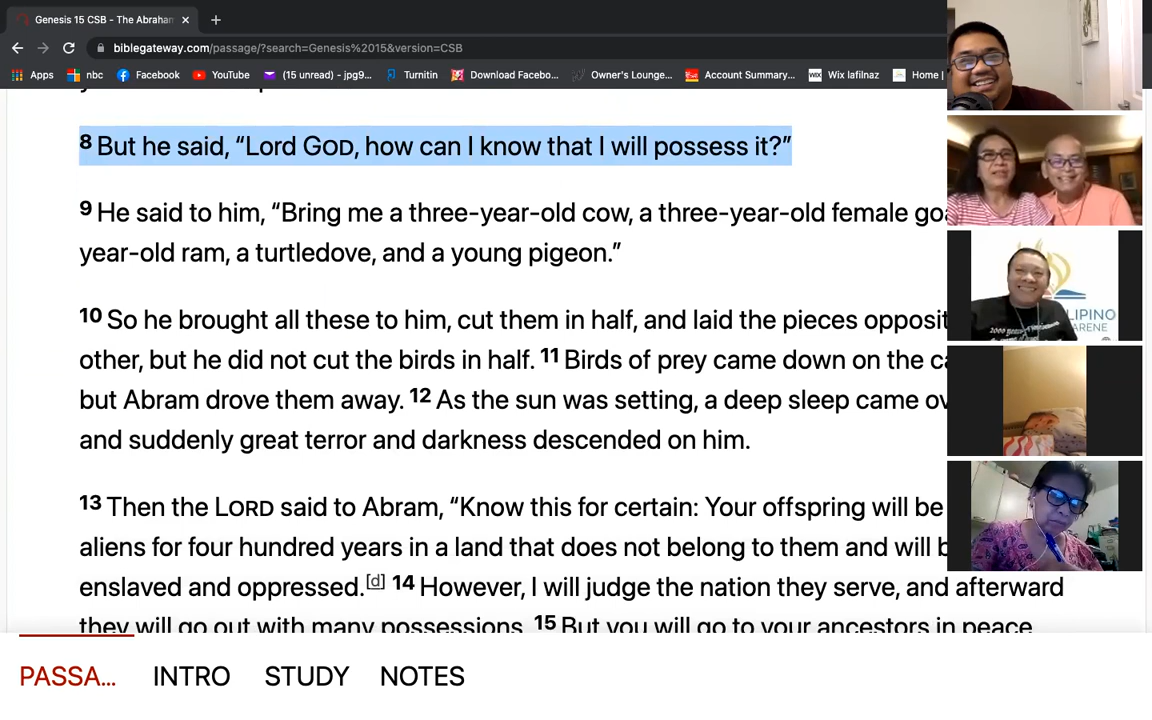 Genesis 15 CSB - The Abrahan
biblegateway.com/passage/?search=Genesis%2015&version=CSB
Apps nbc Facebook YouTube (15 unread) - jpg9... Turnitin Download Facebo... Owner's Lounge... Account Summary... Wix lafilnaz Home |
8 But he said, “Lord GOD, how can I know that I will possess it?”
9 He said to him, “Bring me a three-year-old cow, a three-year-old female goa
year-old ram, a turtledove, and a young pigeon.”
10 So he brought all these to him, cut them in half, and laid the pieces opposit
other, but he did not cut the birds in half. 11 Birds of prey came down on the ca
but Abram drove them away. 12 As the sun was setting, a deep sleep came ov
and suddenly great terror and darkness descended on him.
13 Then the LORD said to Abram, “Know this for certain: Your offspring will be
aliens for four hundred years in a land that does not belong to them and will b
enslaved and oppressed.[d] 14 However, I will judge the nation they serve, and afterward
they will go out with many possessions. 15 But you will go to your ancestors in peace
PASSA... INTRO STUDY NOTES
LIPINO
ARENE